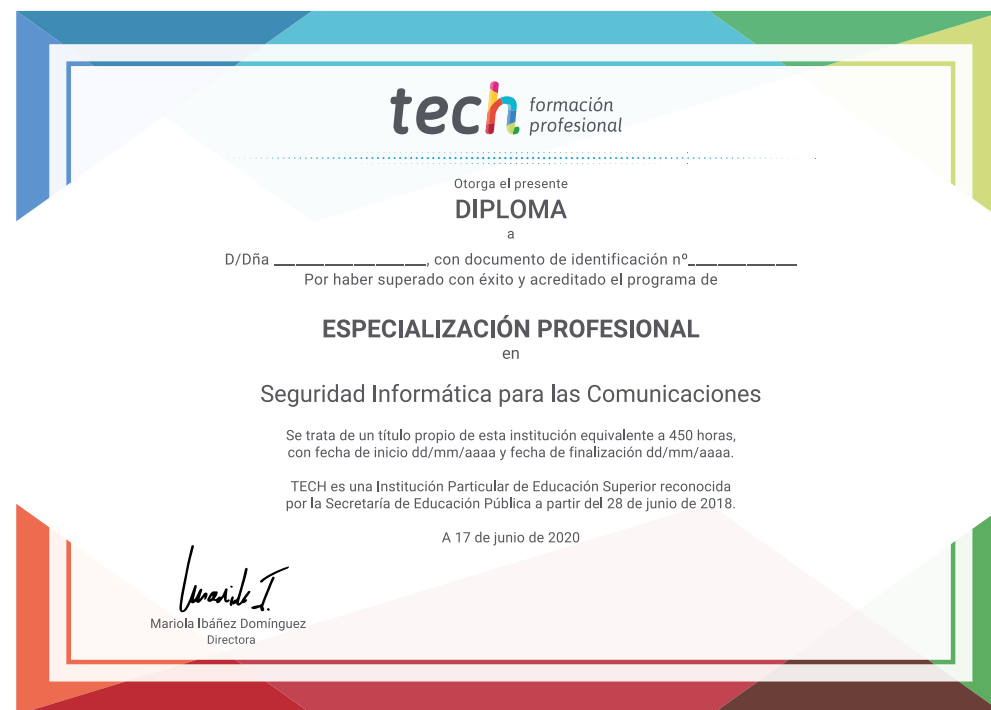 tech formación
profesional
Otorga el presente
DIPLOMA
a
D/Dña _________________, con documento de identificación nº____________
Por haber superado con éxito y acreditado el programa de
ESPECIALIZACIÓN PROFESIONAL
en
Seguridad Informática para las Comunicaciones
Se trata de un título propio de esta institución equivalente a 450 horas,
con fecha de inicio dd/mm/aaaa y fecha de finalización dd/mm/aaaa.
TECH es una Institución Particular de Educación Superior reconocida
por la Secretaría de Educación Pública a partir del 28 de junio de 2018.
A 17 de junio de 2020
Mariola Ibáñez Domínguez
Directora